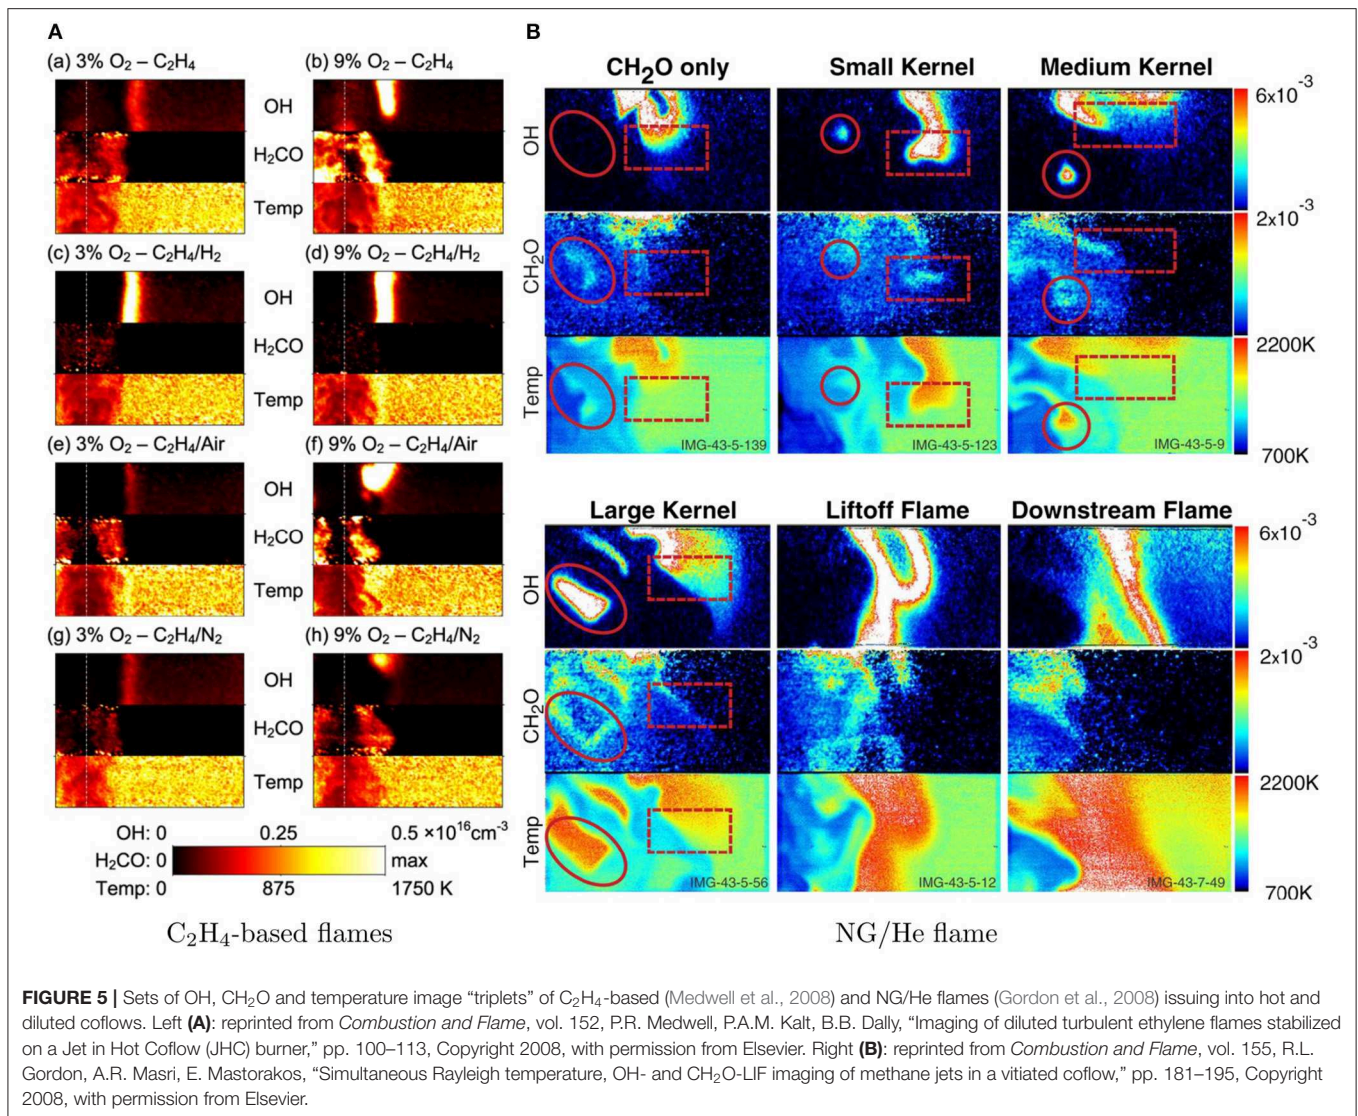 A
(a) 3% O₂ – C₂H₄
(b) 9% O₂ – C₂H₄
OH
H₂CO
Temp
(c) 3% O₂ – C₂H₄/H₂
(d) 9% O₂ – C₂H₄/H₂
OH
H₂CO
Temp
(e) 3% O₂ – C₂H₄/Air
(f) 9% O₂ – C₂H₄/Air
OH
H₂CO
Temp
(g) 3% O₂ – C₂H₄/N₂
(h) 9% O₂ – C₂H₄/N₂
OH
H₂CO
Temp
OH: 0 0.25 0.5 ×10¹⁶cm⁻³
H₂CO: 0 max
Temp: 0 875 1750 K
C₂H₄-based flames
B
CH₂O only Small Kernel Medium Kernel
OH
6x10⁻³
CH₂O
2x10⁻³
Temp
2200K
IMG-43-5-139 IMG-43-5-123 IMG-43-5-9
700K
Large Kernel Liftoff Flame Downstream Flame
OH
6x10⁻³
CH₂O
2x10⁻³
Temp
2200K
IMG-43-5-56 IMG-43-5-12 IMG-43-7-49
700K
NG/He flame
FIGURE 5 | Sets of OH, CH₂O and temperature image “triplets” of C₂H₄-based (Medwell et al., 2008) and NG/He flames (Gordon et al., 2008) issuing into hot and
diluted coflows. Left (A): reprinted from Combustion and Flame, vol. 152, P.R. Medwell, P.A.M. Kalt, B.B. Dally, “Imaging of diluted turbulent ethylene flames stabilized
on a Jet in Hot Coflow (JHC) burner,” pp. 100–113, Copyright 2008, with permission from Elsevier. Right (B): reprinted from Combustion and Flame, vol. 155, R.L.
Gordon, A.R. Masri, E. Mastorakos, “Simultaneous Rayleigh temperature, OH- and CH₂O-LIF imaging of methane jets in a vitiated coflow,” pp. 181–195, Copyright
2008, with permission from Elsevier.